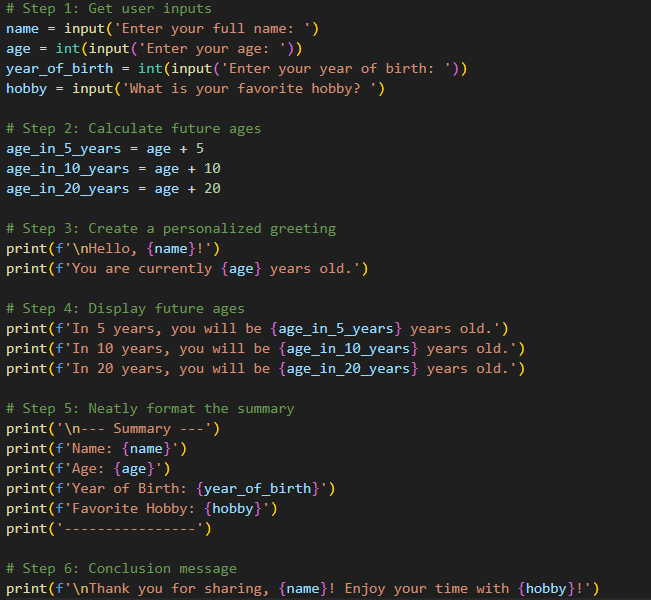 # Step 1: Get user inputs
name = input('Enter your full name: ')
age = int(input('Enter your age: '))
year_of_birth = int(input('Enter your year of birth: '))
hobby = input('What is your favorite hobby? ')

# Step 2: Calculate future ages
age_in_5_years = age + 5
age_in_10_years = age + 10
age_in_20_years = age + 20

# Step 3: Create a personalized greeting
print(f'\nHello, {name}!')
print(f'You are currently {age} years old.')

# Step 4: Display future ages
print(f'In 5 years, you will be {age_in_5_years} years old.')
print(f'In 10 years, you will be {age_in_10_years} years old.')
print(f'In 20 years, you will be {age_in_20_years} years old.')

# Step 5: Neatly format the summary
print('\n--- Summary ---')
print(f'Name: {name}')
print(f'Age: {age}')
print(f'Year of Birth: {year_of_birth}')
print(f'Favorite Hobby: {hobby}')
print('----------------')

# Step 6: Conclusion message
print(f'\nThank you for sharing, {name}! Enjoy your time with {hobby}!')